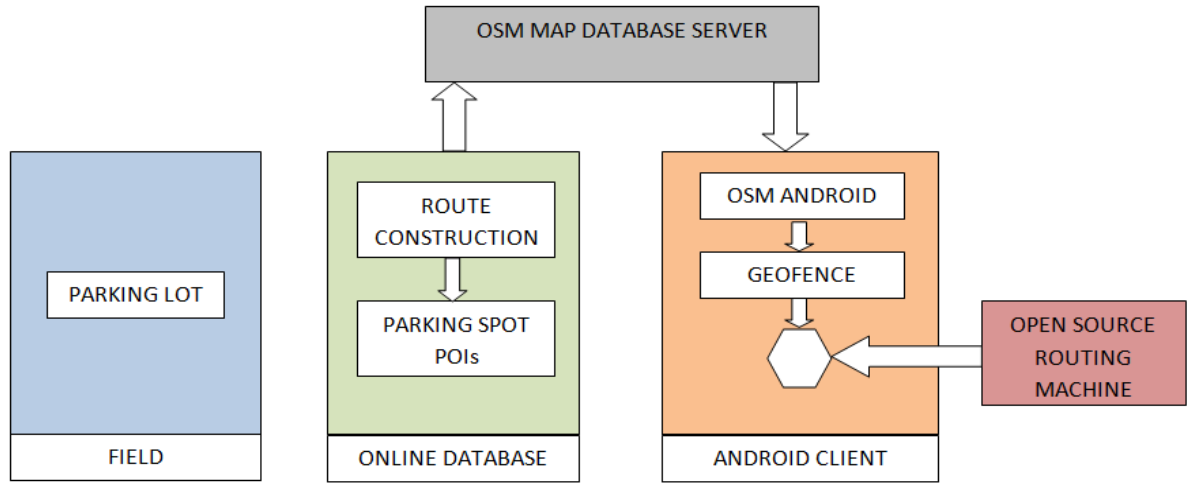 OSM MAP DATABASE SERVER
PARKING LOT
FIELD
ROUTE
CONSTRUCTION
PARKING SPOT
POIs
ONLINE DATABASE
OSM ANDROID
GEOFENCE
ANDROID CLIENT
OPEN SOURCE
ROUTING
MACHINE